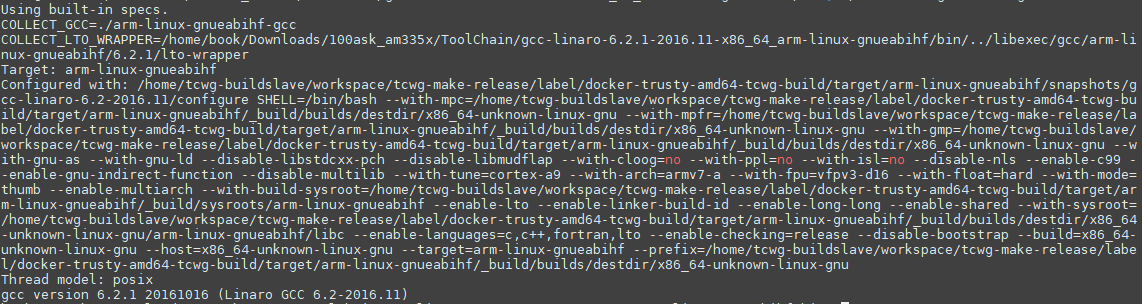 Using built-in specs.
COLLECT_GCC=./arm-linux-gnueabihf-gcc
COLLECT_LTO_WRAPPER=/home/book/Downloads/100ask_am335x/ToolChain/gcc-linaro-6.2.1-2016.11-x86_64_arm-linux-gnueabihf/bin/../libexec/gcc/arm-li
nux-gnueabihf/6.2.1/lto-wrapper
Target: arm-linux-gnueabihf
Configured with: /home/tcwg-buildslave/workspace/tcwg-make-release/label/docker-trusty-amd64-tcwg-build/target/arm-linux-gnueabihf/snapshots/g
cc-linaro-6.2-2016.11/configure SHELL=/bin/bash --with-mpc=/home/tcwg-buildslave/workspace/tcwg-make-release/label/docker-trusty-amd64-tcwg-bu
ild/target/arm-linux-gnueabihf/_build/builds/destdir/x86_64-unknown-linux-gnu --with-mpfr=/home/tcwg-buildslave/workspace/tcwg-make-release/la
bel/docker-trusty-amd64-tcwg-build/target/arm-linux-gnueabihf/_build/builds/destdir/x86_64-unknown-linux-gnu --with-gmp=/home/tcwg-buildslave/
workspace/tcwg-make-release/label/docker-trusty-amd64-tcwg-build/target/arm-linux-gnueabihf/_build/builds/destdir/x86_64-unknown-linux-gnu --w
ith-gnu-as --with-gnu-ld --disable-libstdcxx-pch --disable-libmudflap --with-cloog=no --with-ppl=no --with-isl=no --disable-nls --enable-c99 -
-enable-gnu-indirect-function --disable-multilib --with-tune=cortex-a9 --with-arch=armv7-a --with-fpu=vfpv3-d16 --with-float=hard --with-mode=
thumb --enable-multiarch --with-build-sysroot=/home/tcwg-buildslave/workspace/tcwg-make-release/label/docker-trusty-amd64-tcwg-build/target/ar
m-linux-gnueabihf/_build/sysroots/arm-linux-gnueabihf --enable-lto --enable-linker-build-id --enable-long-long --enable-shared --with-sysroot=
/home/tcwg-buildslave/workspace/tcwg-make-release/label/docker-trusty-amd64-tcwg-build/target/arm-linux-gnueabihf/_build/builds/destdir/x86_64
-unknown-linux-gnu/arm-linux-gnueabihf/libc --enable-languages=c,c++,fortran,lto --enable-checking=release --disable-bootstrap --build=x86_64-
unknown-linux-gnu --host=x86_64-unknown-linux-gnu --target=arm-linux-gnueabihf --prefix=/home/tcwg-buildslave/workspace/tcwg-make-release/labe
l/docker-trusty-amd64-tcwg-build/target/arm-linux-gnueabihf/_build/builds/destdir/x86_64-unknown-linux-gnu
Thread model: posix
gcc version 6.2.1 20161016 (Linaro GCC 6.2-2016.11)